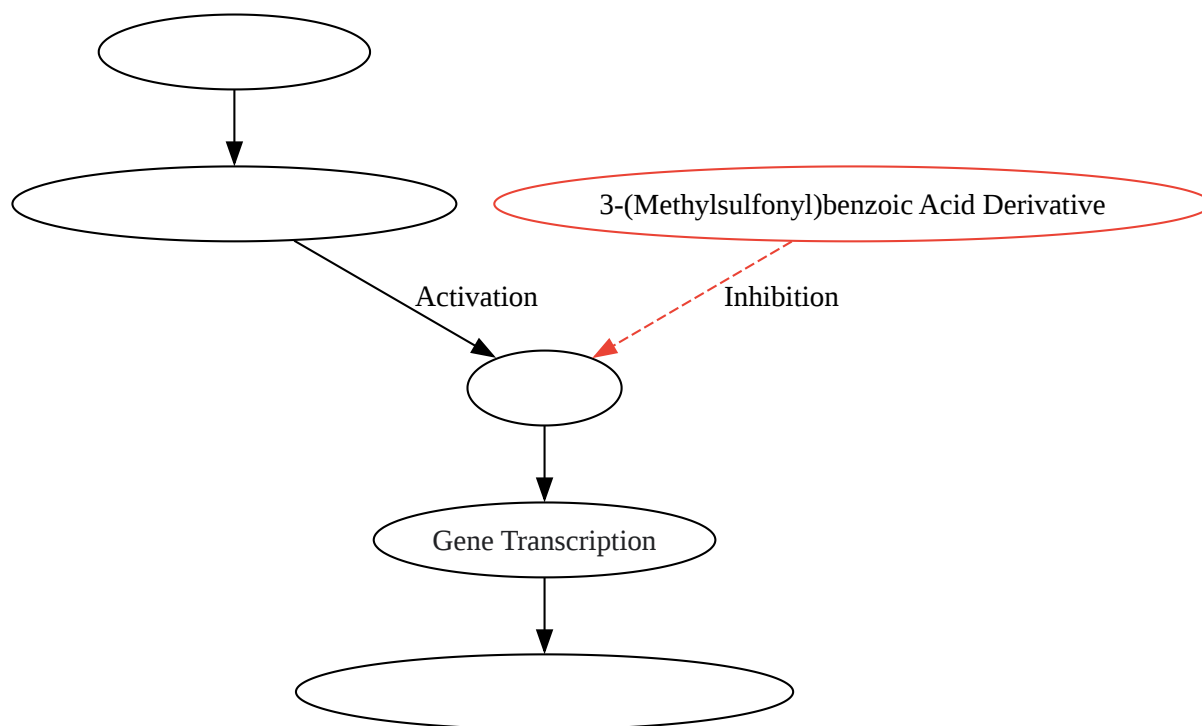 3-(Methylsulfonyl)benzoic Acid Derivative
Activation
Inhibition
Gene Transcription